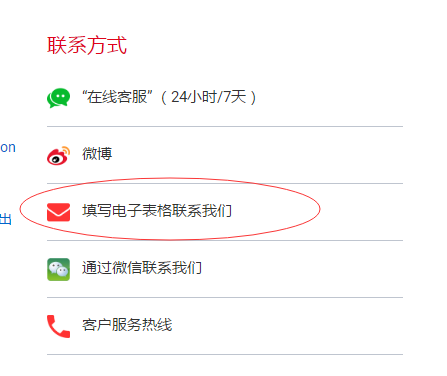 联系方式
“在线客服”（24小时/7天）
on
微博
填写电子表格联系我们
出
通过微信联系我们
客户服务热线